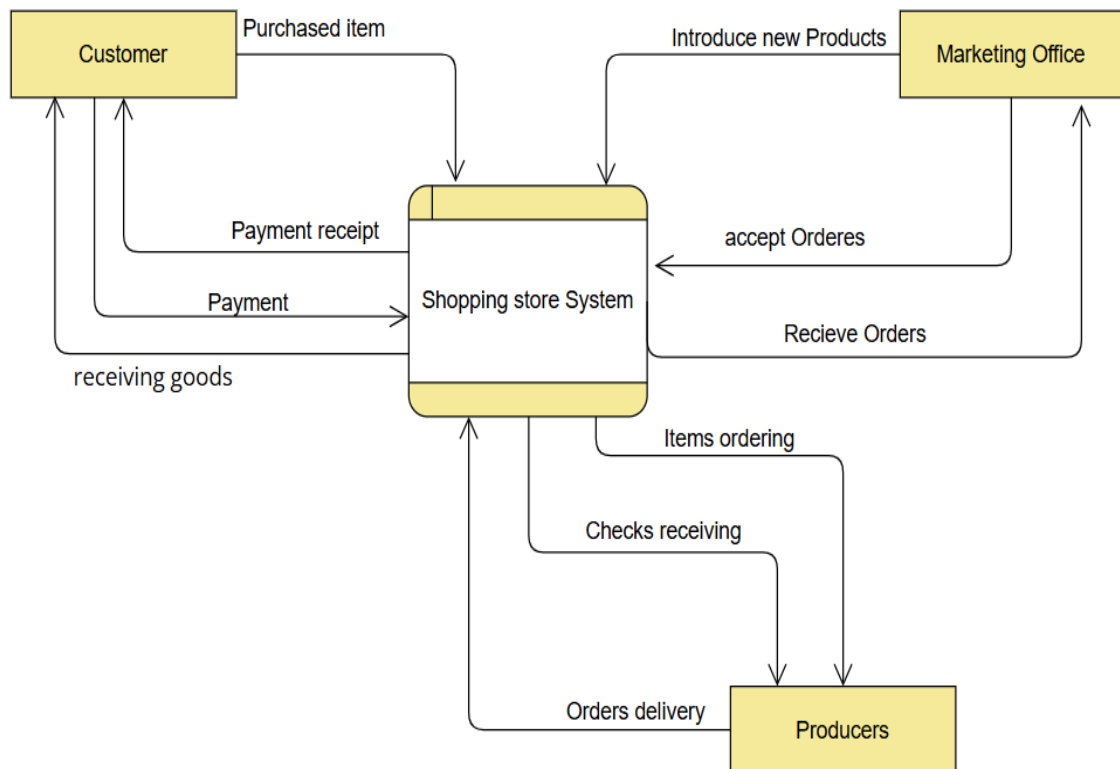 Customer
Purchased item
Introduce new Products
Marketing Office
Payment receipt
accept Orderes
Payment
Shopping store System
Recieve Orders
receiving goods
Items ordering
Checks receiving
Orders delivery
Producers